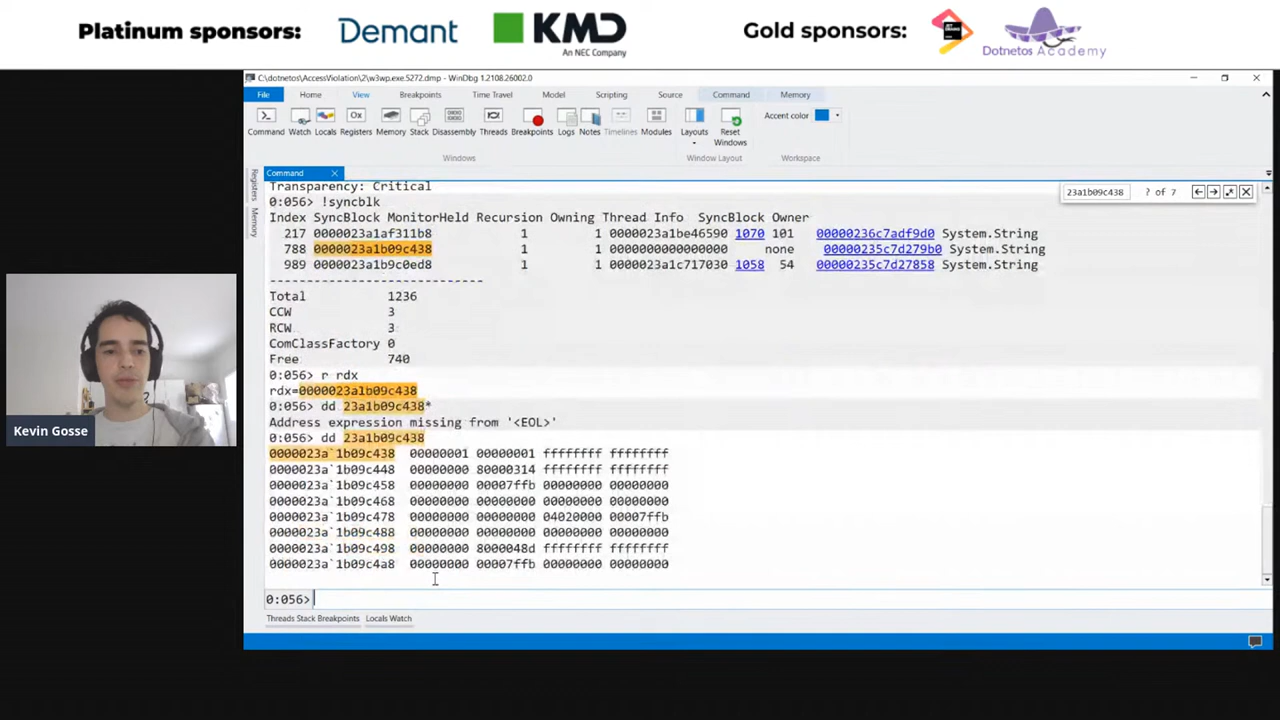 Platinum sponsors: Demant KMD Gold sponsors: Dotnetos Academy
An NEC Company
C:\dotnetos\AccessViolation\2\w3wp.exe.5272.dmp - WinDbg 1.2108.26002.0
File Home View Breakpoints Time Travel Model Scripting Source Command Memory
Command Watch Locals Registers Memory Stack Disassembly Threads Breakpoints Logs Notes Timelines Modules Layouts Reset Windows Accent color
Windows Window Layout Workspace
Command
Registers
Memory
Transparency: Critical
23a1b09c438 ? of 7
0:056> !syncblk
Index SyncBlock MonitorHeld Recursion Owning Thread Info SyncBlock Owner
217 0000023a1af311b8 1 1 0000023a1be46590 1070 101 00000236c7adf9d0 System.String
788 0000023a1b09c438 1 1 0000000000000000 none 00000235c7d279b0 System.String
989 0000023a1b9c0ed8 1 1 0000023a1c717030 1058 54 00000235c7d27858 System.String
-----------------------------
Total 1236
CCW 3
RCW 3
ComClassFactory 0
Free 740
0:056> r rdx
rdx=0000023a1b09c438
0:056> dd 23a1b09c438*
Address expression missing from '<EOL>'
0:056> dd 23a1b09c438
0000023a`1b09c438 00000001 00000001 ffffffff ffffffff
0000023a`1b09c448 00000000 80000314 ffffffff ffffffff
0000023a`1b09c458 00000000 00007ffb 00000000 00000000
0000023a`1b09c468 00000000 00000000 00000000 00000000
0000023a`1b09c478 00000000 00000000 04020000 00007ffb
0000023a`1b09c488 00000000 00000000 00000000 00000000
0000023a`1b09c498 00000000 8000048d ffffffff ffffffff
0000023a`1b09c4a8 00000000 00007ffb 00000000 00000000
0:056>
Threads Stack Breakpoints Locals Watch
Kevin Gosse